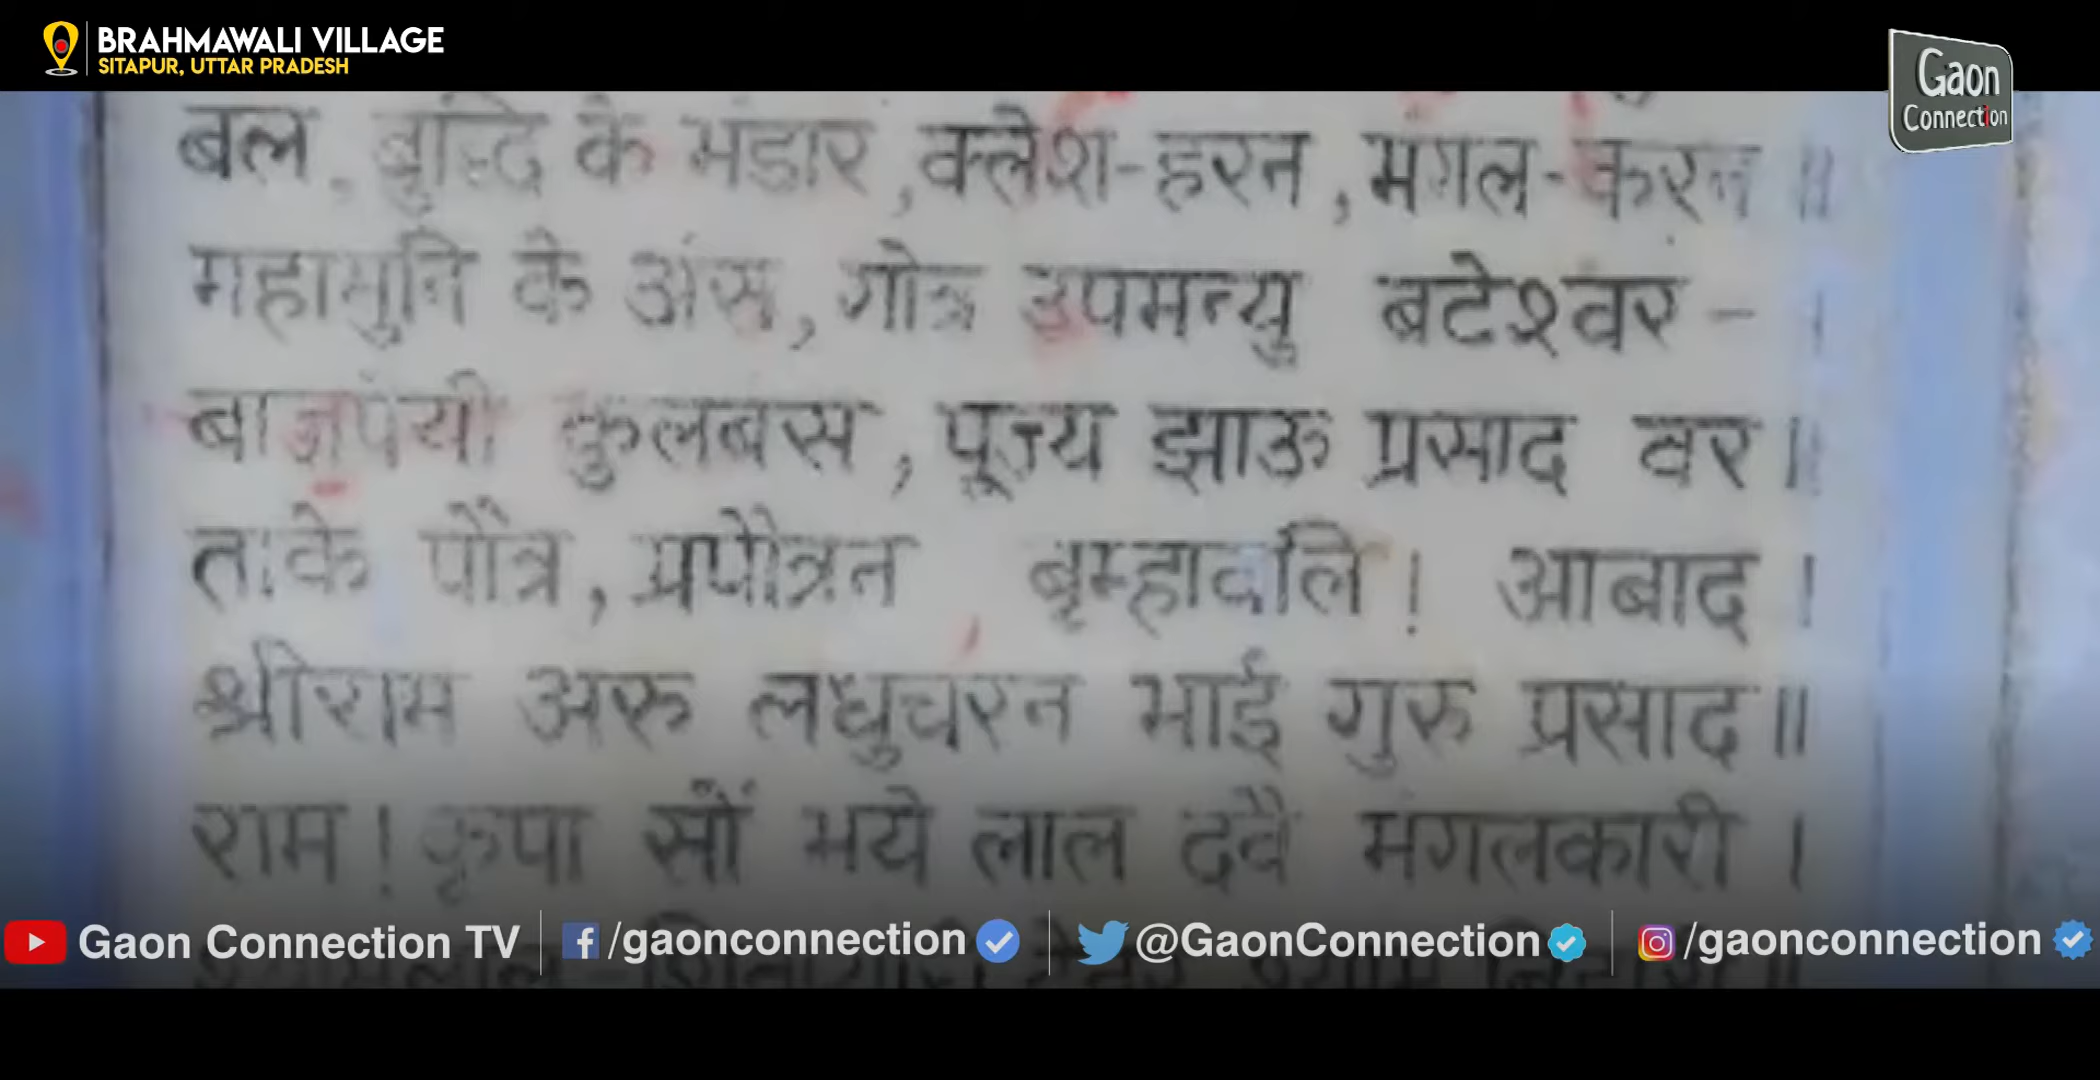 BRAHMAWALI VILLAGE
SITAPUR, UTTAR PRADESH
Gaon
Connection
बल, बुद्धि के भंडार, क्लेश-हरन, मंगल-करन ॥
महामुनि के अंस, गोत्र उपमन्यु बटेश्वर -
बाजपेयी कुलबंस, पूज्य झाऊ प्रसाद वर ॥
ताके पौत्र, प्रपौत्रन बृम्हावलि ! आबाद !
श्रीराम अरु लघुचरन भाई गुरु प्रसाद ॥
राम ! कृपा सों भये लाल दवै मंगलकारी ।
Gaon Connection TV /gaonconnection @GaonConnection /gaonconnection